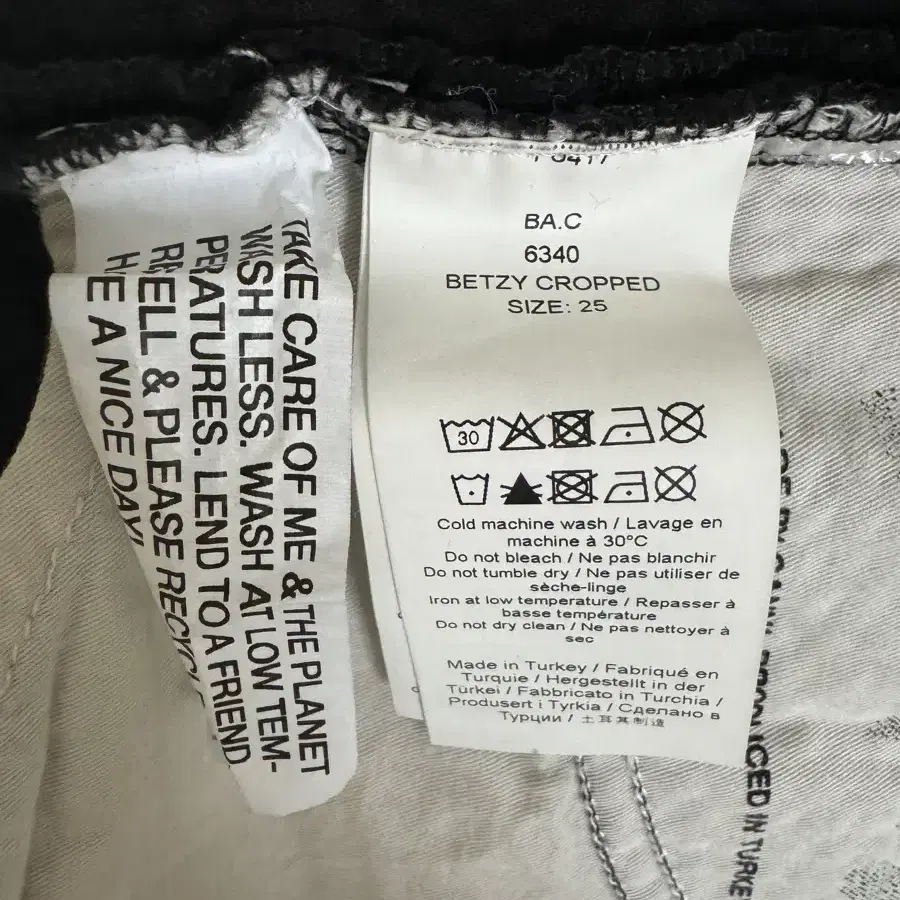 TAKE CARE OF ME & THE PLANET
WASH LESS. WASH AT LOW TEM-
PERATURES. LEND TO A FRIEND
& PLEASE RECYCLE
A NICE DAY!
BA.C
6340
BETZY CROPPED
SIZE: 25
30
Cold machine wash / Lavage en
machine à 30°C
Do not bleach / Ne pas blanchir
Do not tumble dry / Ne pas utiliser de
sèche-linge
Iron at low temperature / Repasser à
basse température
Do not dry clean / Ne pas nettoyer à
sec
Made in Turkey / Fabriqué en
Turquie / Hergestellt in der
Türkei / Fabbricato in Turchia /
Produsert i Tyrkia / Сделано в
Турции / 土耳其制造
IN TURKE